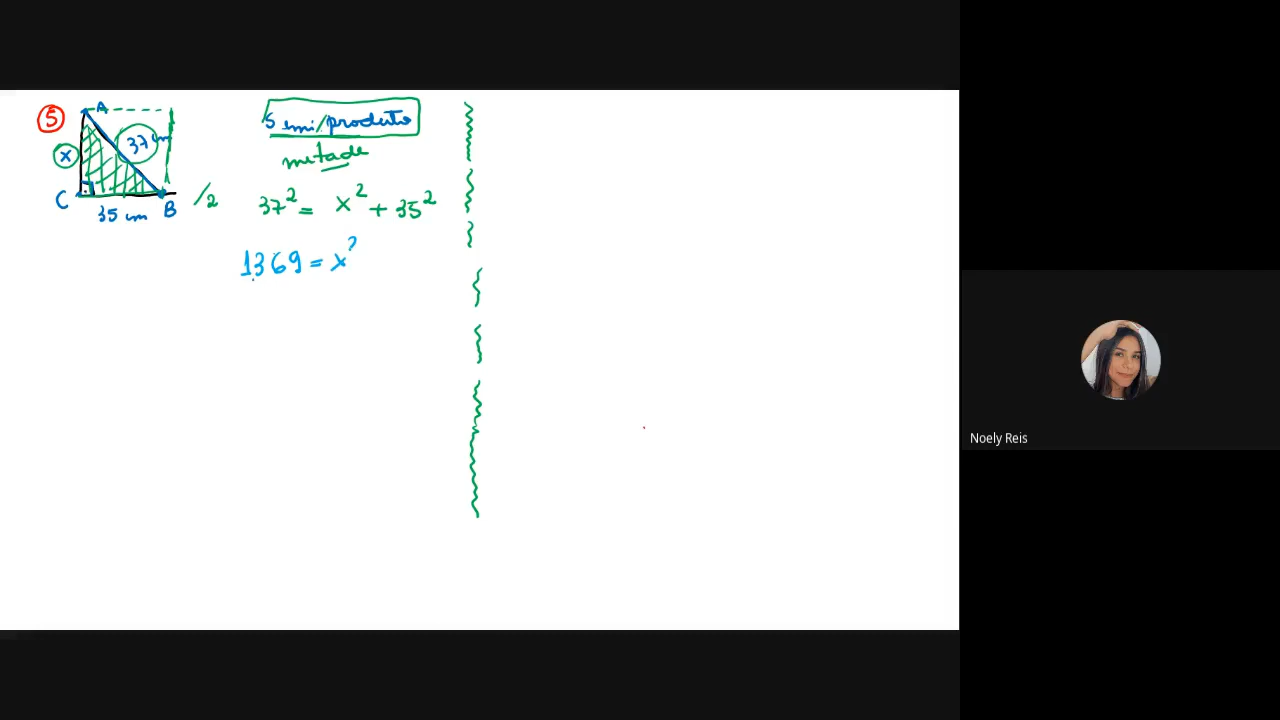 5
A
37 cm
x
C
35 cm
B
/2
Semi/produto
metade
37² = x² + 35²
1369 = x²
Noely Reis